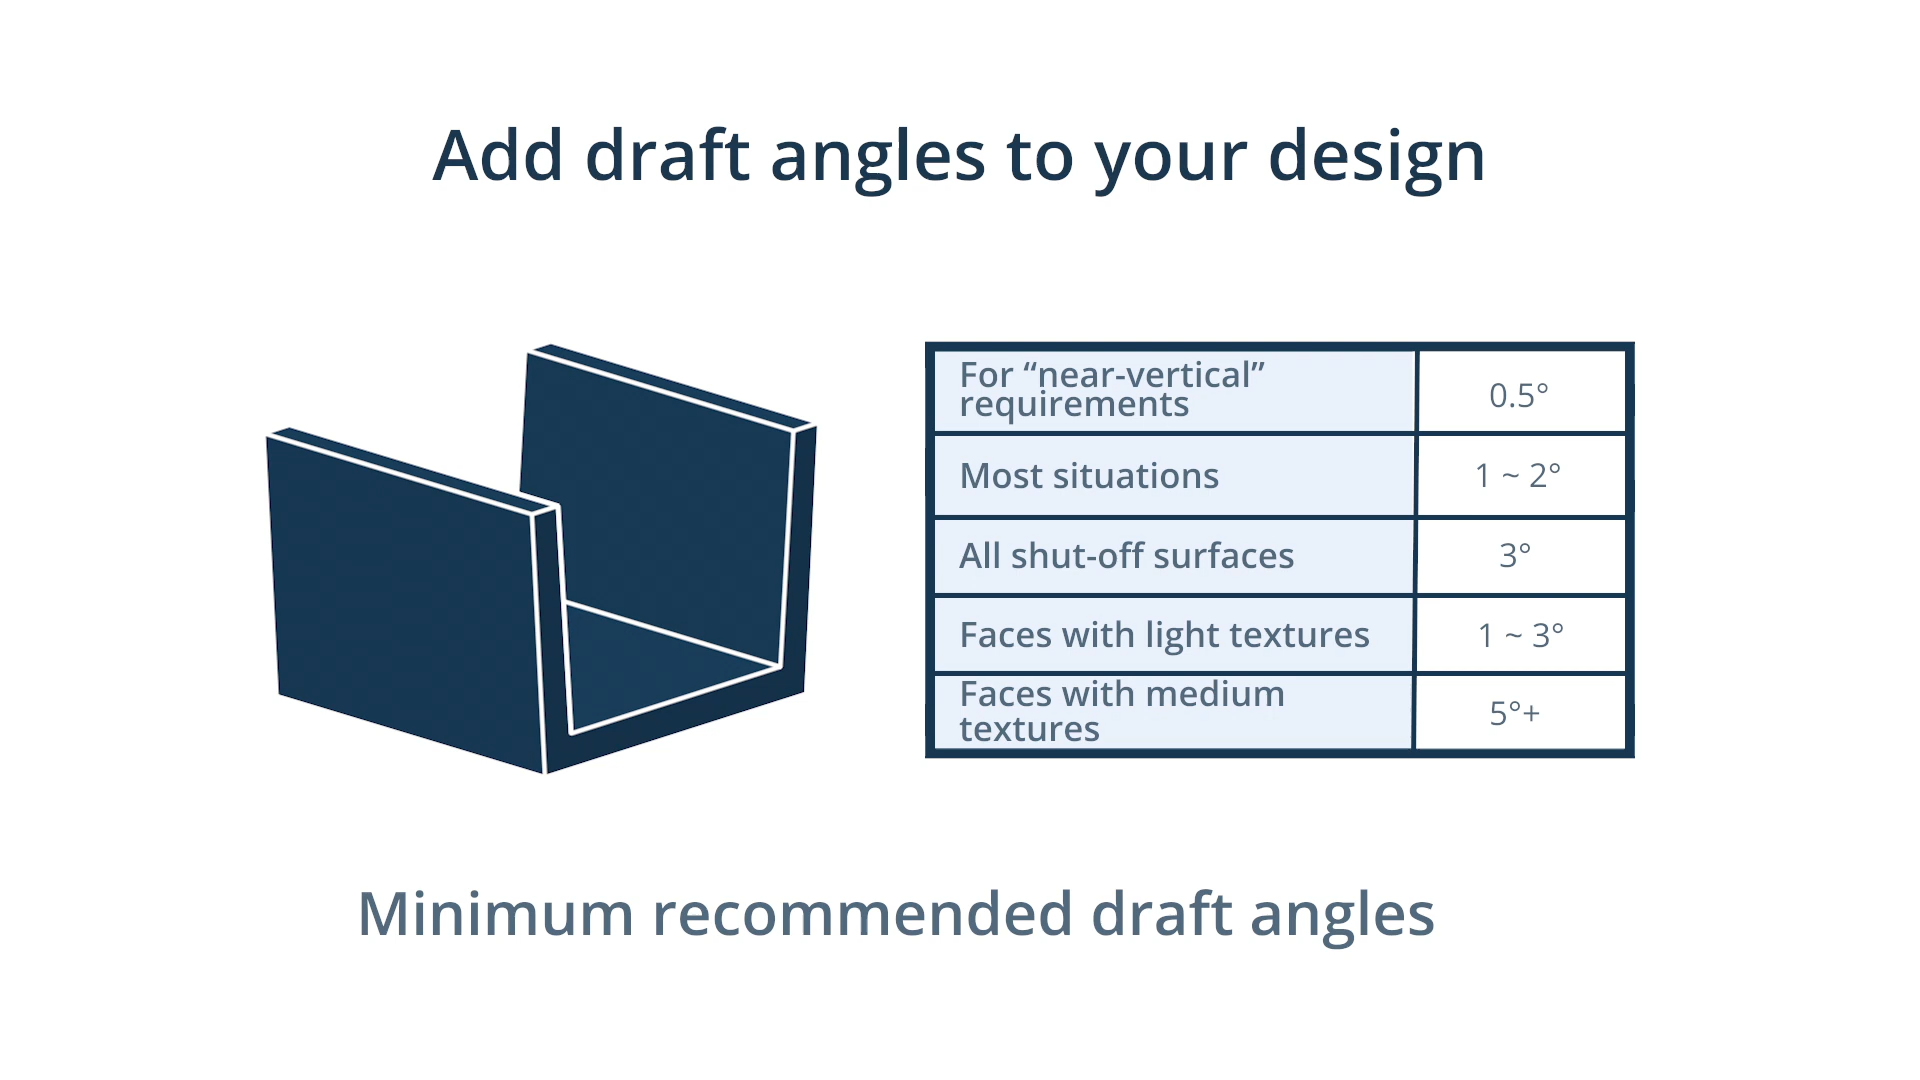 Add draft angles to your design
For “near-vertical”
requirements
0.5°
Most situations
1 ~ 2°
All shut-off surfaces
3°
Faces with light textures
1 ~ 3°
Faces with medium
textures
5°+
Minimum recommended draft angles